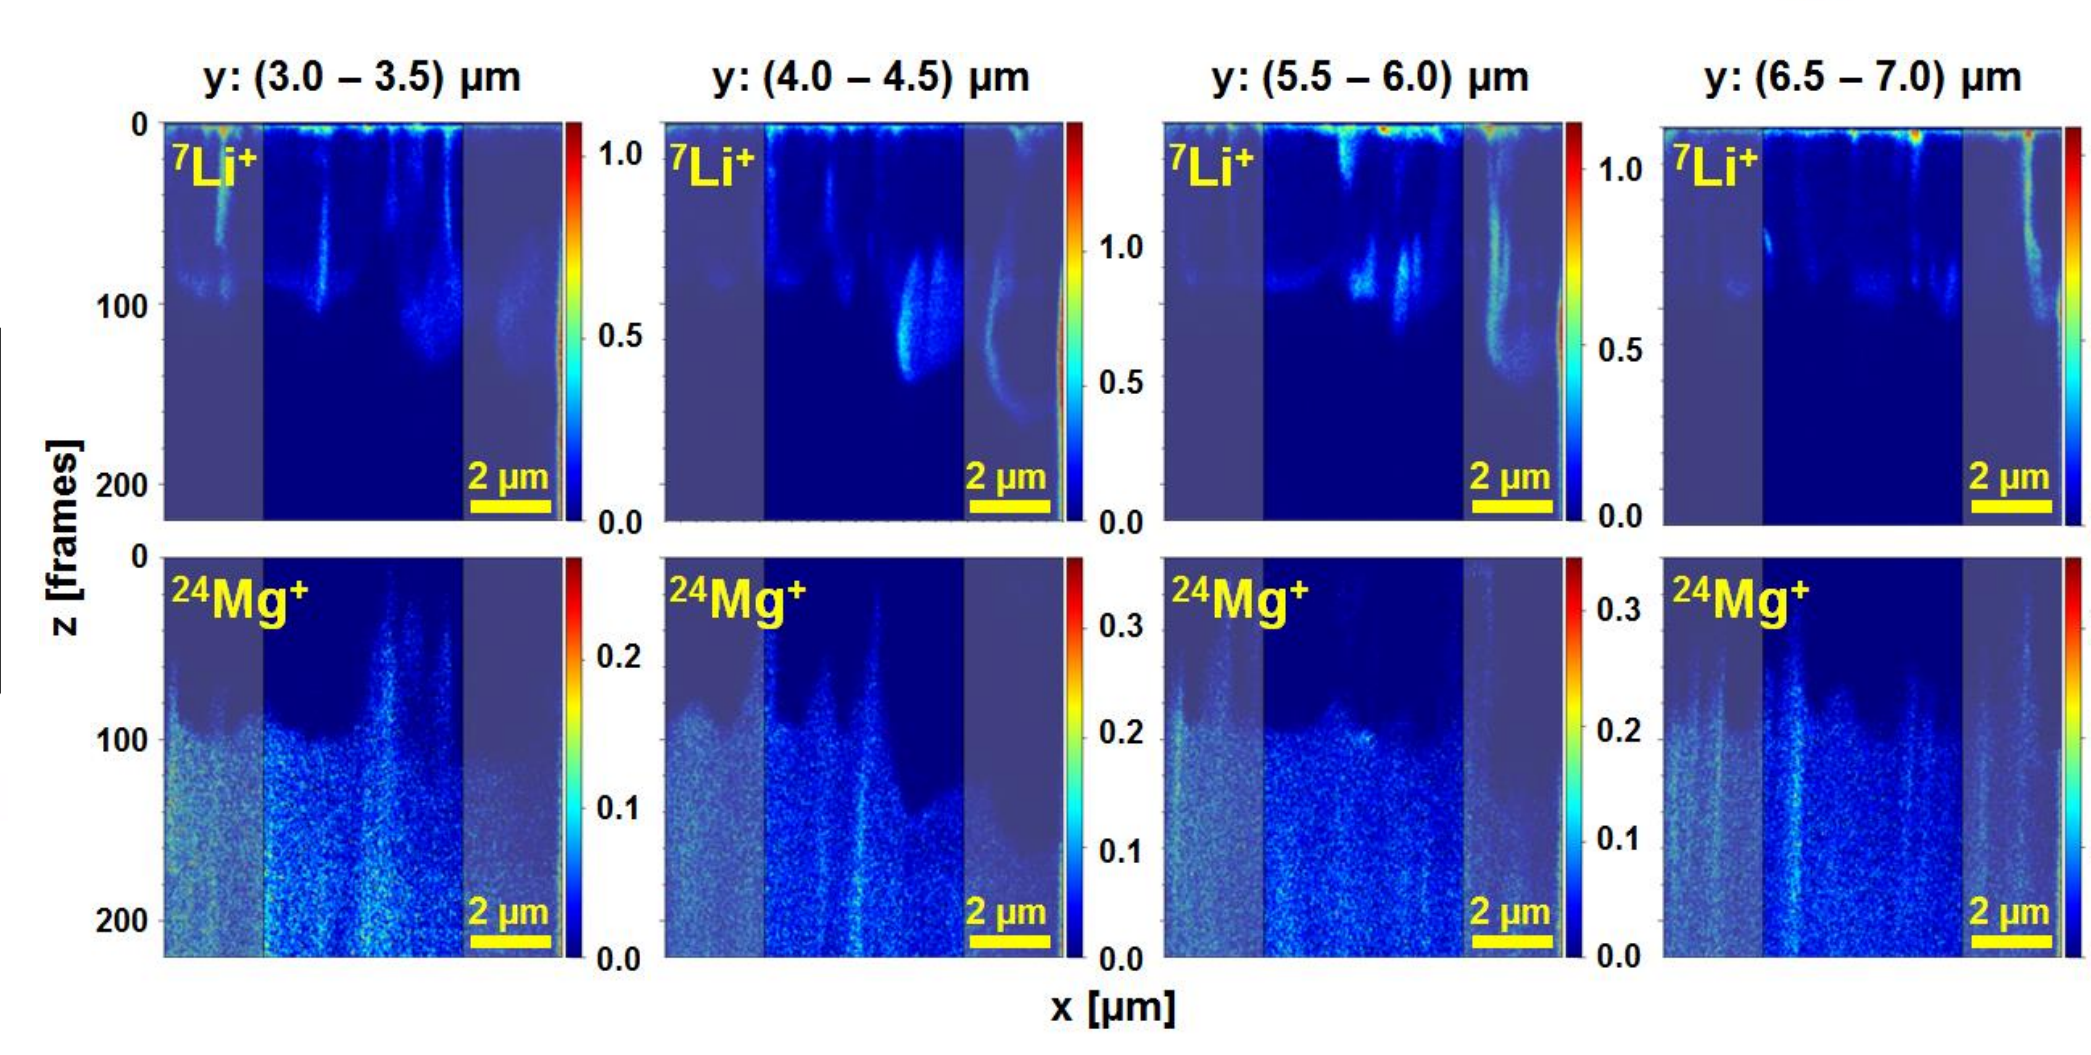 y: (3.0 – 3.5) µm
y: (4.0 – 4.5) µm
y: (5.5 – 6.0) µm
y: (6.5 – 7.0) µm
z [frames]
0
100
200
⁷Li⁺
2 µm
1.0
0.5
0.0
⁷Li⁺
2 µm
1.0
0.5
0.0
⁷Li⁺
2 µm
1.0
0.5
0.0
⁷Li⁺
2 µm
0
100
200
²⁴Mg⁺
2 µm
0.2
0.1
0.0
²⁴Mg⁺
2 µm
0.3
0.2
0.1
0.0
²⁴Mg⁺
2 µm
0.3
0.2
0.1
0.0
²⁴Mg⁺
2 µm
x [µm]